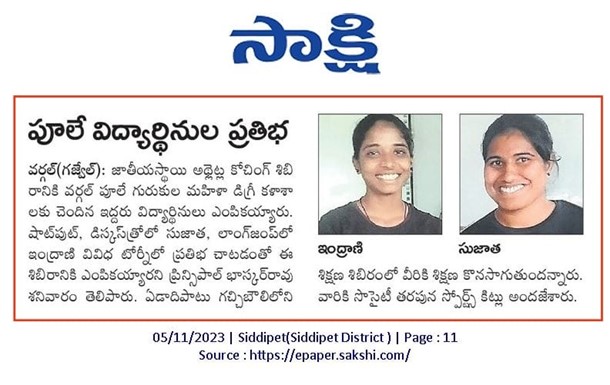 సాక్షి
పూలే విద్యార్థినుల ప్రతిభ
వర్గల్(గజ్వేల్): జాతీయస్థాయి అథ్లెట్ల కోచింగ్ శిబి
రానికి వర్గల్ పూలే గురుకుల మహిళా డిగ్రీ కళాశా
లకు చెందిన ఇద్దరు విద్యార్థినులు ఎంపికయ్యారు.
షాట్‌పుట్, డిస్కస్‌త్రోలో సుజాత, లాంగ్‌జంప్‌లో
ఇంద్రాణి వివిధ టోర్నీలో ప్రతిభ చాటడంతో ఈ
శిబిరానికి ఎంపికయ్యారని ప్రిన్సిపాల్ భాస్కర్‌రావు
శనివారం తెలిపారు. ఏడాదిపాటు గచ్చిబౌలిలోని
ఇంద్రాణి
సుజాత
శిక్షణ శిబిరంలో వీరికి శిక్షణ కొనసాగుతుందన్నారు.
వారికి సొసైటీ తరపున స్పోర్ట్స్ కిట్లు అందజేశారు.
05/11/2023 | Siddipet(Siddipet District ) | Page : 11
Source : https://epaper.sakshi.com/